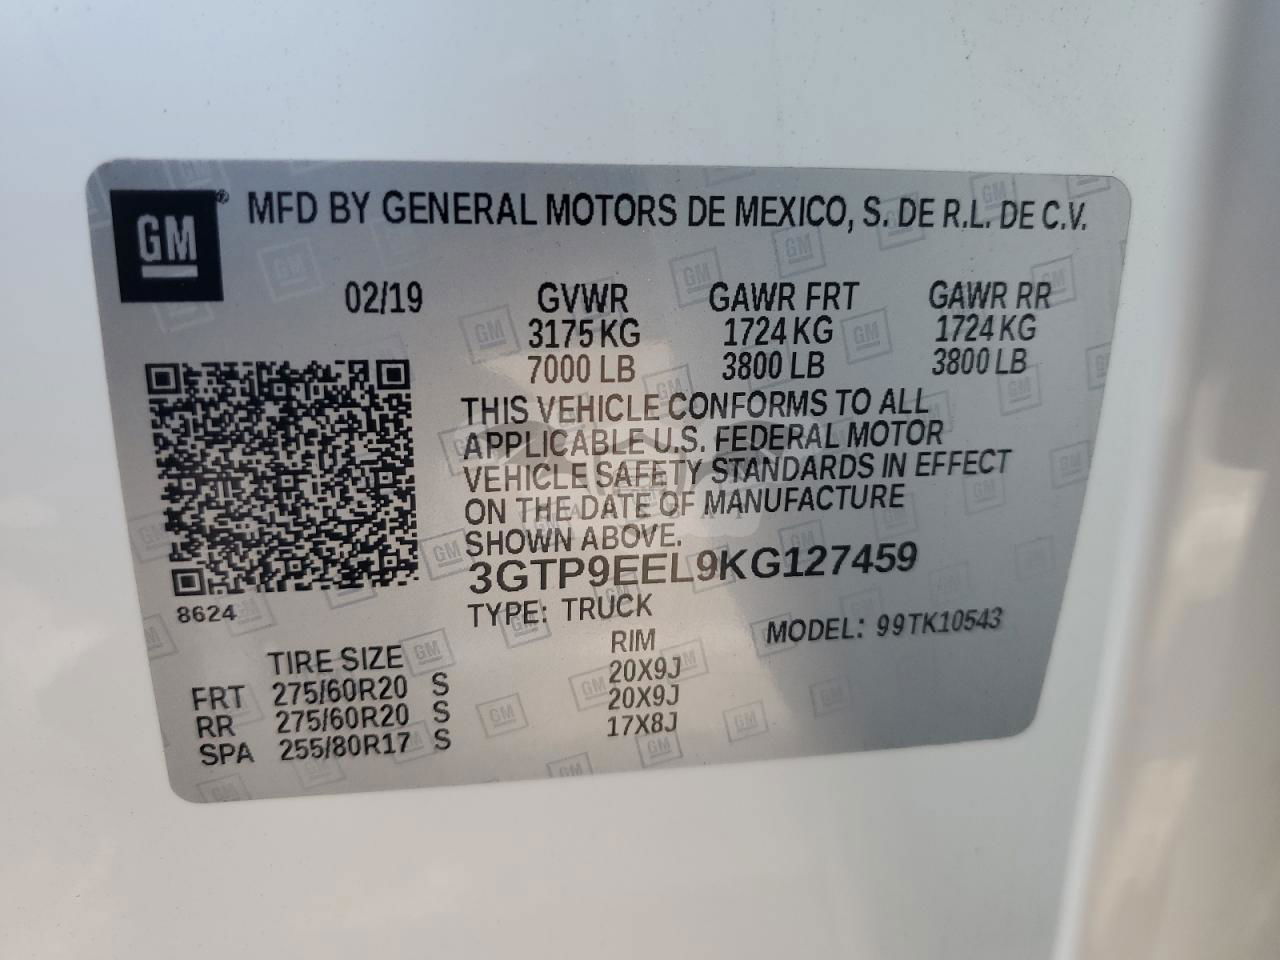 GM ® MFD BY GENERAL MOTORS DE MEXICO, S. DE R.L. DE C.V.
02/19 GVWR GAWR FRT GAWR RR
3175 KG 1724 KG 1724 KG
7000 LB 3800 LB 3800 LB
THIS VEHICLE CONFORMS TO ALL
APPLICABLE U.S. FEDERAL MOTOR
VEHICLE SAFETY STANDARDS IN EFFECT
ON THE DATE OF MANUFACTURE
SHOWN ABOVE.
3GTP9EEL9KG127459
8624
TYPE: TRUCK
MODEL: 99TK10543
TIRE SIZE RIM
FRT 275/60R20 S 20X9J
RR 275/60R20 S 20X9J
SPA 255/80R17 S 17X8J